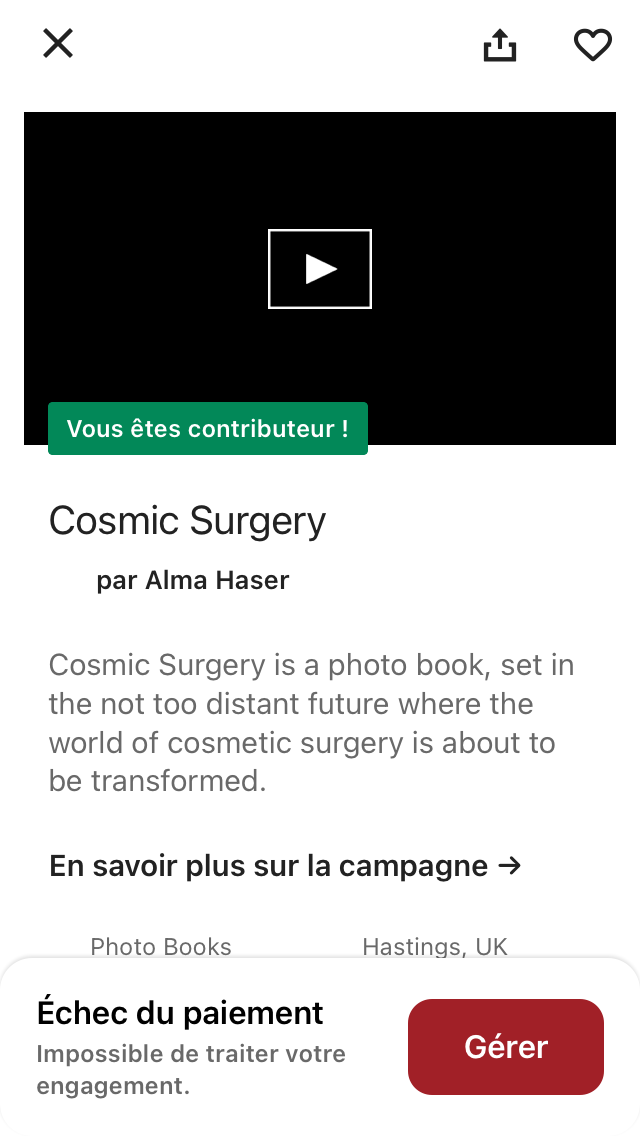 Vous êtes contributeur !
Cosmic Surgery
par Alma Haser
Cosmic Surgery is a photo book, set in
the not too distant future where the
world of cosmetic surgery is about to
be transformed.
En savoir plus sur la campagne →
Photo Books
Hastings, UK
Échec du paiement
Impossible de traiter votre
engagement.
Gérer